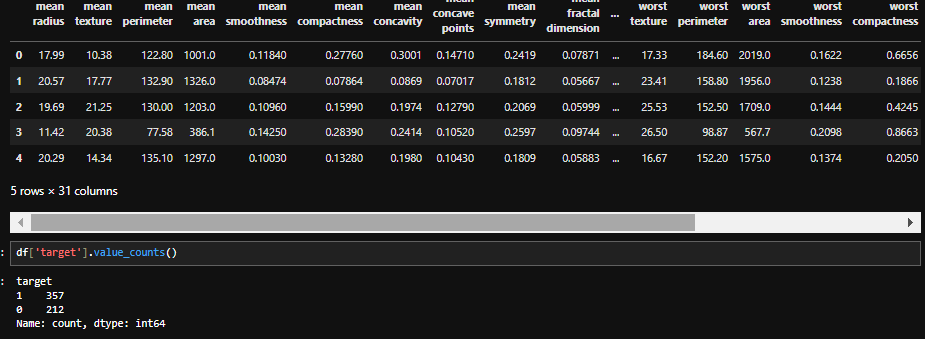 mean radius mean texture mean perimeter mean area mean smoothness mean compactness mean concavity mean concave points mean symmetry mean fractal dimension ... worst texture worst perimeter worst area worst smoothness worst compactness
0 17.99 10.38 122.80 1001.0 0.11840 0.27760 0.3001 0.14710 0.2419 0.07871 ... 17.33 184.60 2019.0 0.1622 0.6656
1 20.57 17.77 132.90 1326.0 0.08474 0.07864 0.0869 0.07017 0.1812 0.05667 ... 23.41 158.80 1956.0 0.1238 0.1866
2 19.69 21.25 130.00 1203.0 0.10960 0.15990 0.1974 0.12790 0.2069 0.05999 ... 25.53 152.50 1709.0 0.1444 0.4245
3 11.42 20.38 77.58 386.1 0.14250 0.28390 0.2414 0.10520 0.2597 0.09744 ... 26.50 98.87 567.7 0.2098 0.8663
4 20.29 14.34 135.10 1297.0 0.10030 0.13280 0.1980 0.10430 0.1809 0.05883 ... 16.67 152.20 1575.0 0.1374 0.2050
5 rows × 31 columns
: df['target'].value_counts()
: target
1 357
0 212
Name: count, dtype: int64